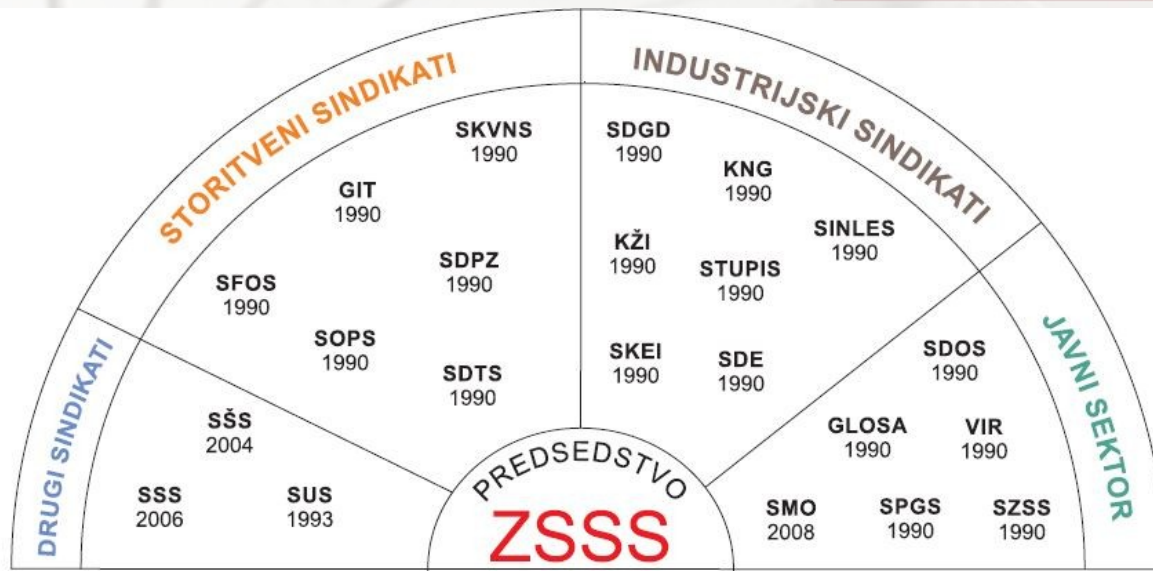 DRUGI SINDIKATI
SŠS
2004
SSS
2006
SUS
1993
STORITVENI SINDIKATI
SKVNS
1990
GIT
1990
SDPZ
1990
SFOS
1990
SOPS
1990
SDTS
1990
INDUSTRIJSKI SINDIKATI
SDGD
1990
KNG
1990
SINLES
1990
KŽI
1990
STUPIS
1990
SKEI
1990
SDE
1990
JAVNI SEKTOR
SDOS
1990
GLOSA
1990
VIR
1990
SMO
2008
SPGS
1990
SZSS
1990
PREDSEDSTVO
ZSSS